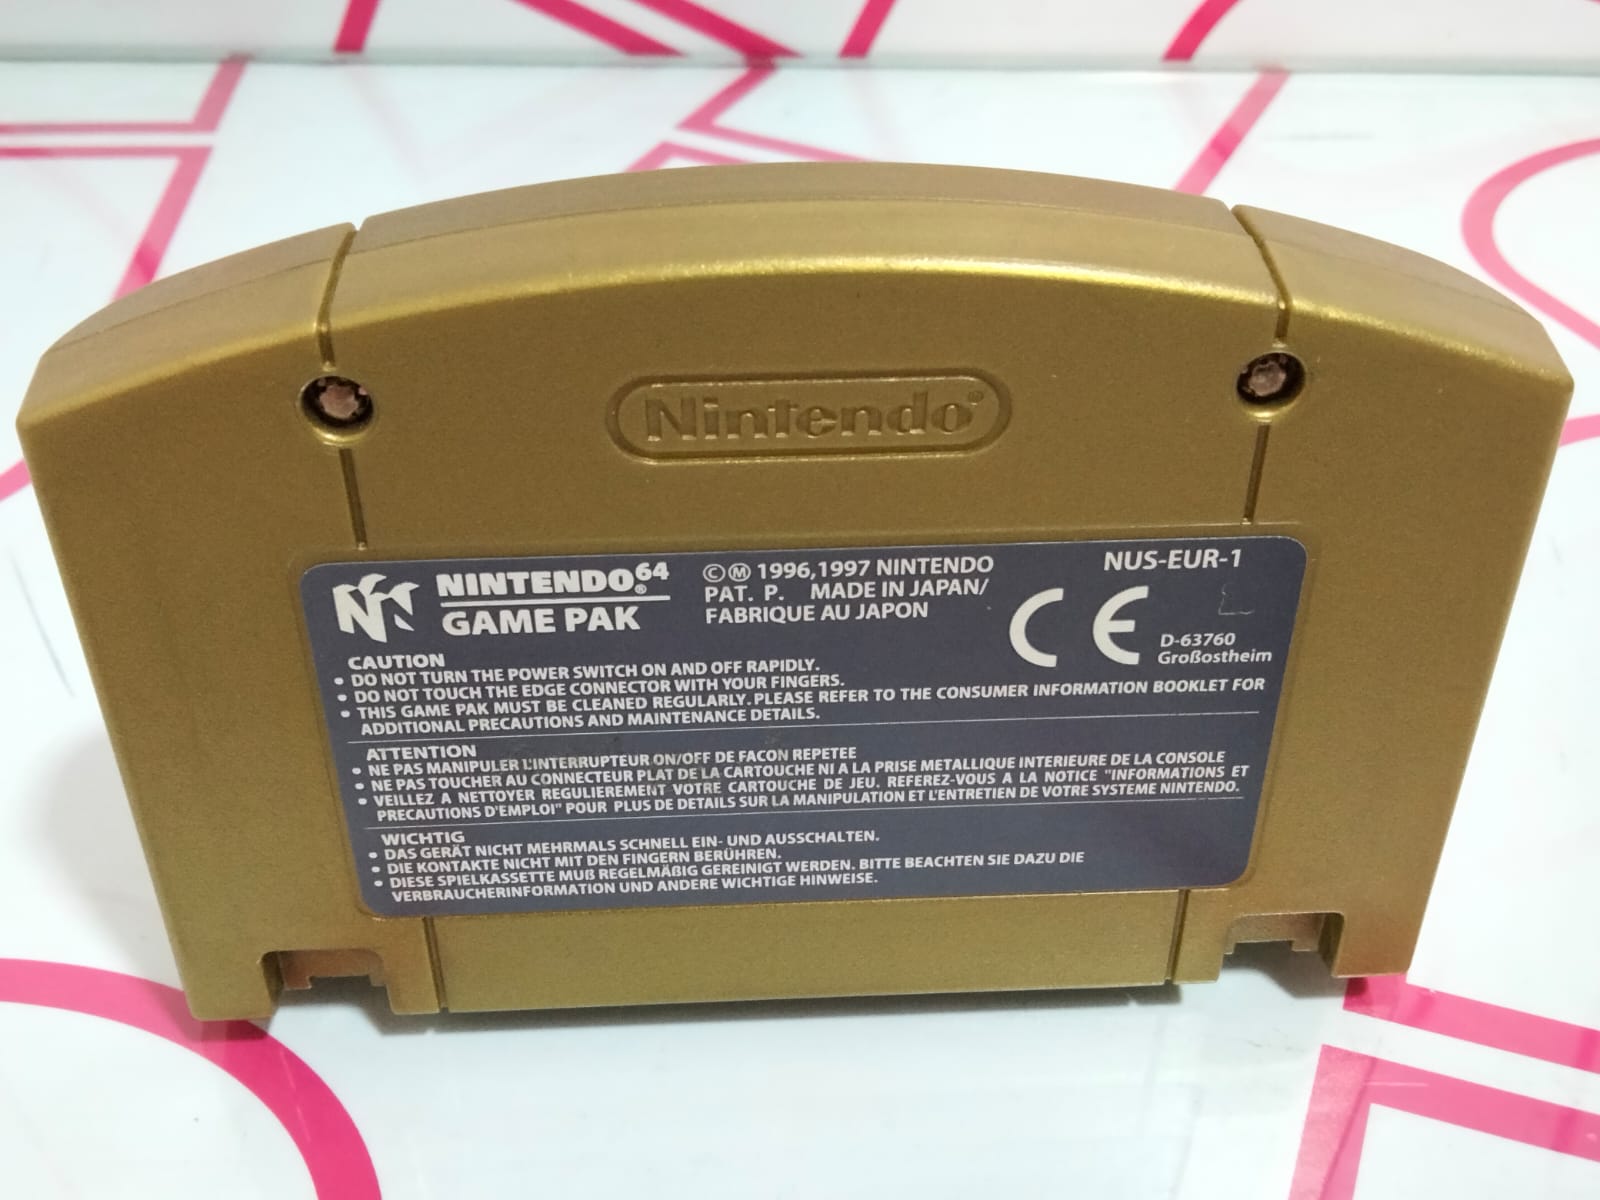 Nintendo®
NINTENDO64®
GAME PAK
©Ⓜ 1996,1997 NINTENDO
PAT. P. MADE IN JAPAN/
FABRIQUE AU JAPON
NUS-EUR-1
CE
D-63760
Großostheim
CAUTION
• DO NOT TURN THE POWER SWITCH ON AND OFF RAPIDLY.
• DO NOT TOUCH THE EDGE CONNECTOR WITH YOUR FINGERS.
• THIS GAME PAK MUST BE CLEANED REGULARLY. PLEASE REFER TO THE CONSUMER INFORMATION BOOKLET FOR
ADDITIONAL PRECAUTIONS AND MAINTENANCE DETAILS.
ATTENTION
• NE PAS MANIPULER L'INTERRUPTEUR ON/OFF DE FACON REPETEE
• NE PAS TOUCHER AU CONNECTEUR PLAT DE LA CARTOUCHE NI A LA PRISE METALLIQUE INTERIEURE DE LA CONSOLE
• VEILLEZ A NETTOYER REGULIEREMENT VOTRE CARTOUCHE DE JEU. REFEREZ-VOUS A LA NOTICE "INFORMATIONS ET
PRECAUTIONS D'EMPLOI" POUR PLUS DE DETAILS SUR LA MANIPULATION ET L'ENTRETIEN DE VOTRE SYSTEME NINTENDO.
WICHTIG
• DAS GERÄT NICHT MEHRMALS SCHNELL EIN- UND AUSSCHALTEN.
• DIE KONTAKTE NICHT MIT DEN FINGERN BERÜHREN.
• DIESE SPIELKASSETTE MUß REGELMÄßIG GEREINIGT WERDEN. BITTE BEACHTEN SIE DAZU DIE
VERBRAUCHERINFORMATION UND ANDERE WICHTIGE HINWEISE.